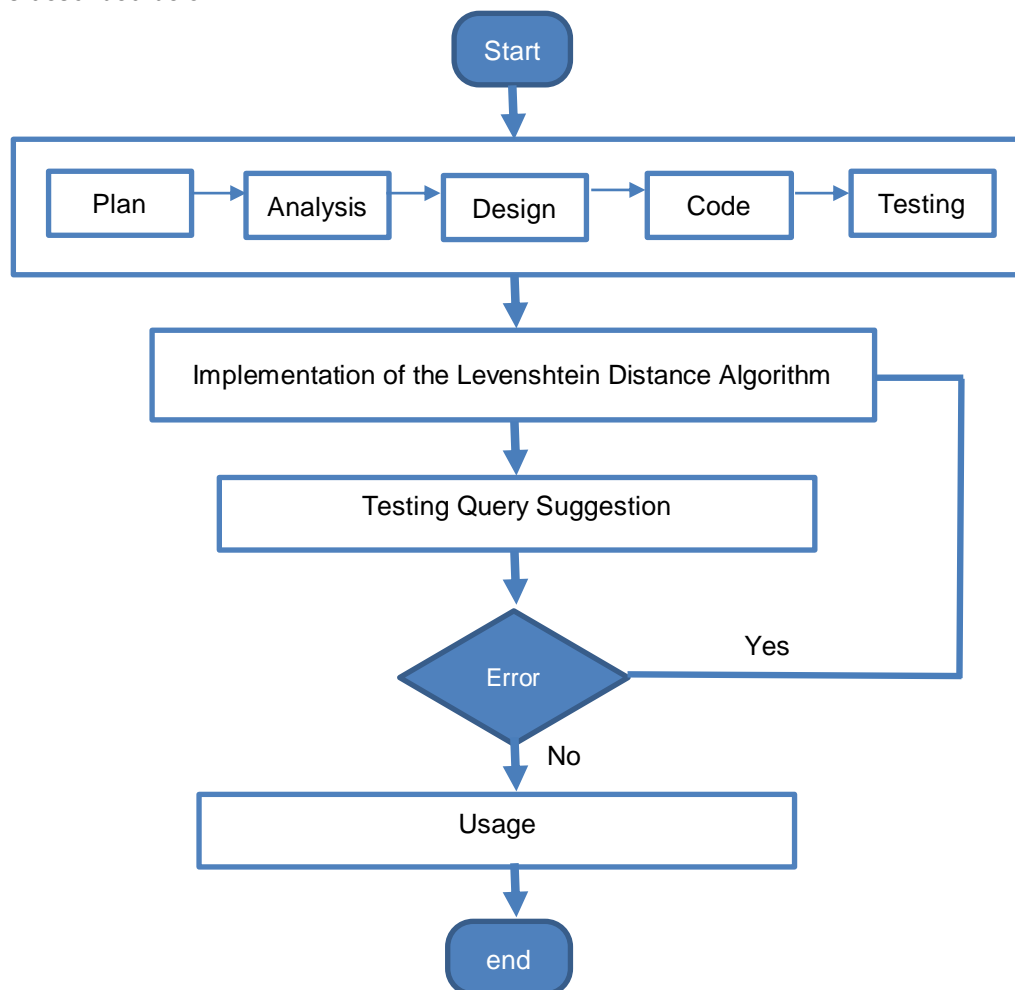 Start
Plan
Analysis
Design
Code
Testing
Implementation of the Levenshtein Distance Algorithm
Testing Query Suggestion
Error
Yes
No
Usage
end